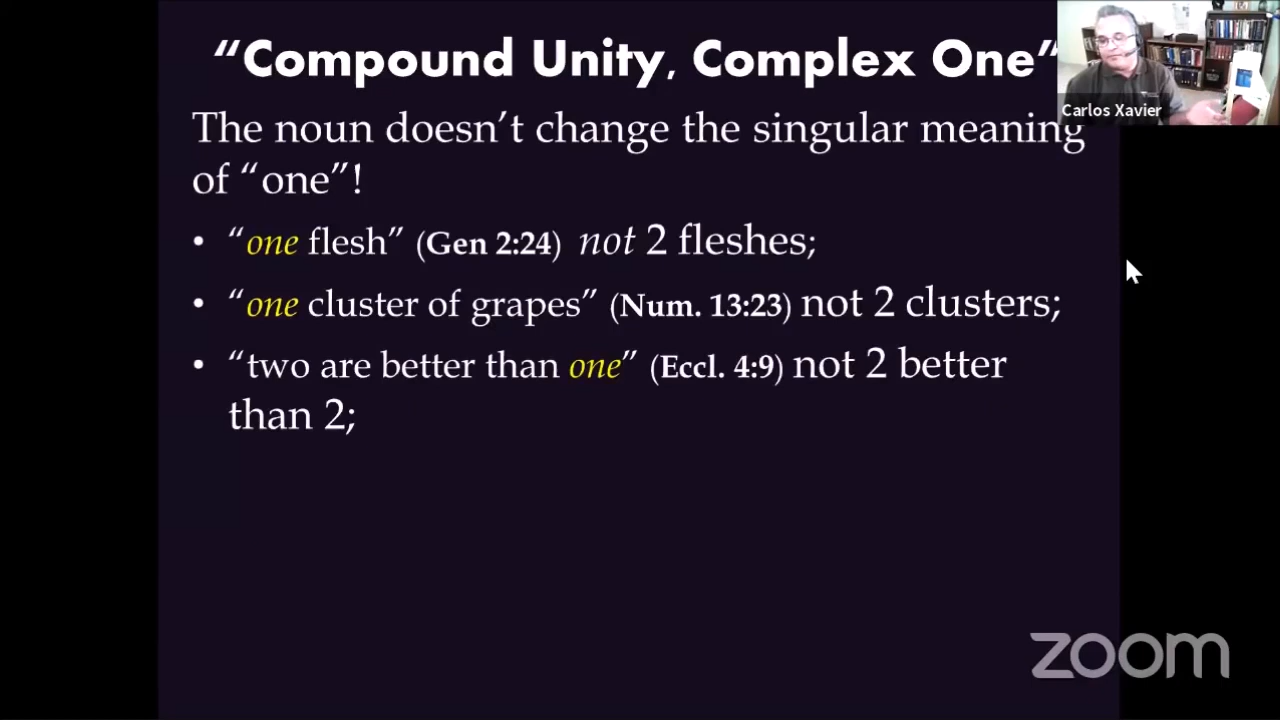 “Compound Unity, Complex One”
Carlos Xavier
The noun doesn’t change the singular meaning
of “one”!
• “one flesh” (Gen 2:24) not 2 fleshes;
• “one cluster of grapes” (Num. 13:23) not 2 clusters;
• “two are better than one” (Eccl. 4:9) not 2 better
than 2;
zoom